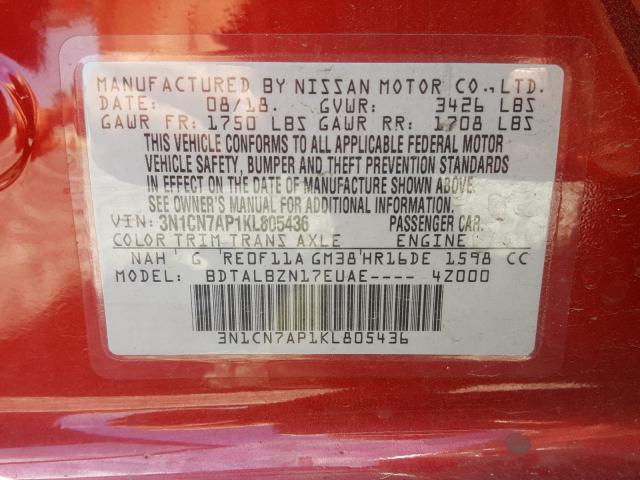 MANUFACTURED BY NISSAN MOTOR CO.,LTD.
DATE: 08/18. GVWR: 3426 LBS
GAWR FR: 1750 LBS GAWR RR: 1708 LBS
THIS VEHICLE CONFORMS TO ALL APPLICABLE FEDERAL MOTOR
VEHICLE SAFETY, BUMPER AND THEFT PREVENTION STANDARDS
IN EFFECT ON THE DATE OF MANUFACTURE SHOWN ABOVE.
SEE OWNER'S MANUAL FOR ADDITIONAL INFORMATION.
VIN: 3N1CN7AP1KL805436 PASSENGER CAR.
COLOR TRIM TRANS AXLE ENGINE
NAH ' G 'RE0F11A GM38'HR16DE 1598 CC
MODEL: BDTALBZN17EUAE---- 4Z000
3N1CN7AP1KL805436